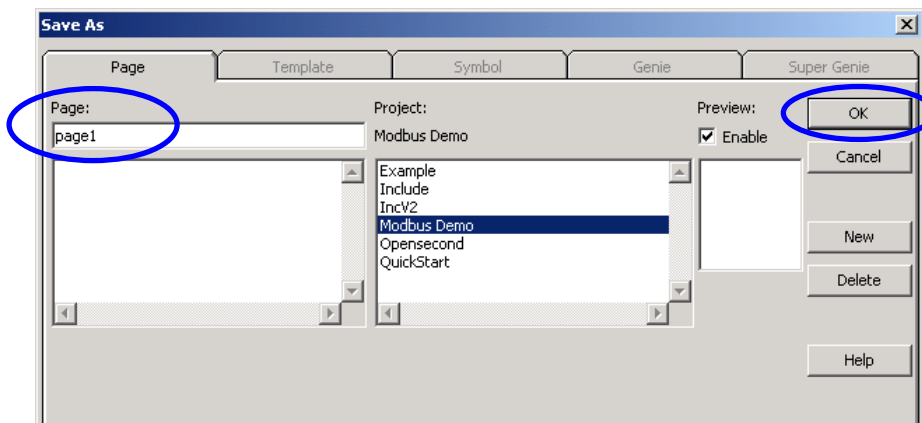 Save As
Page Template Symbol Genie Super Genie
Page: Project: Preview:
page1 Modbus Demo Enable OK
Cancel
Example
Include
IncV2
Modbus Demo
Opensecond
QuickStart
New
Delete
Help